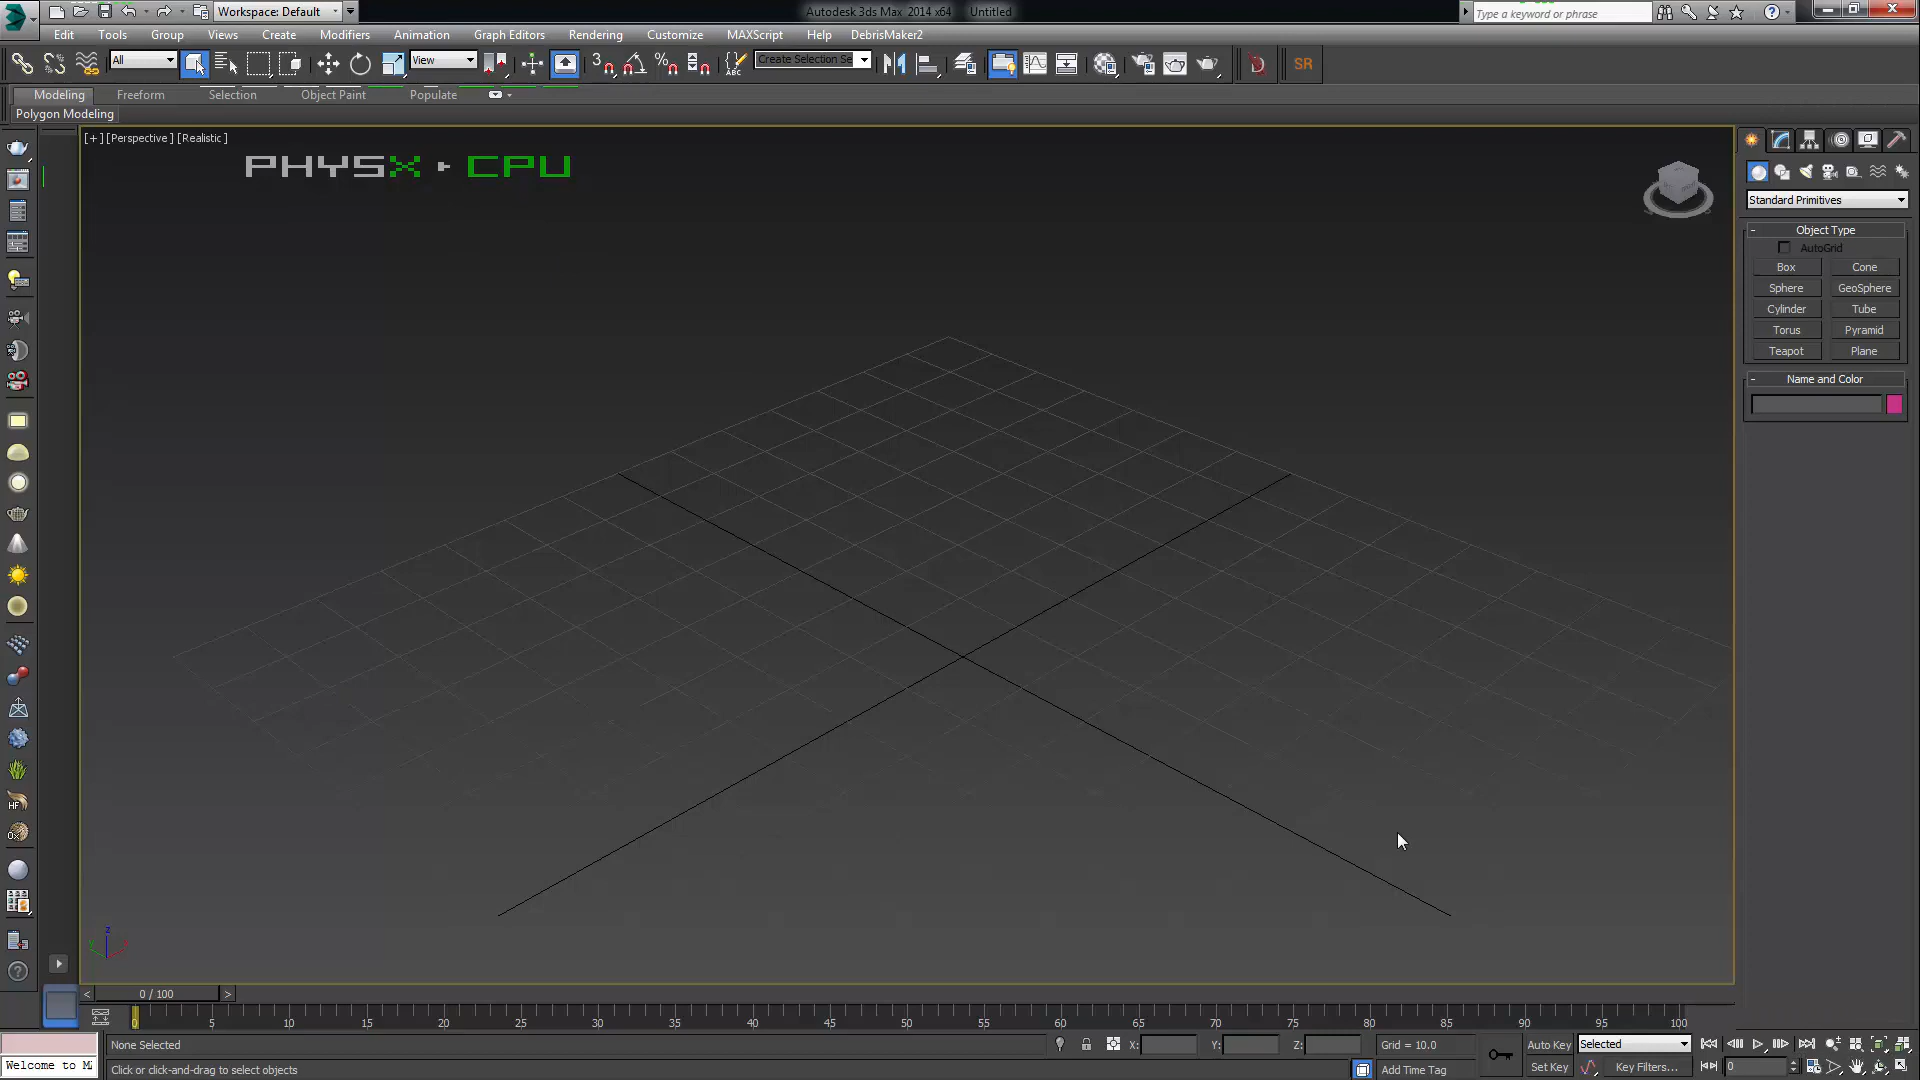 Workspace: Default
Autodesk 3ds Max 2014 x64 Untitled
Type a keyword or phrase
Edit Tools Group Views Create Modifiers Animation Graph Editors Rendering Customize MAXScript Help DebrisMaker2
All
View
3
%
ABC
Create Selection Se
SR
Modeling Freeform Selection Object Paint Populate
Polygon Modeling
[+] [Perspective ] [Realistic ]
PHYSX CPU
Standard Primitives
- Object Type
AutoGrid
Box Cone
Sphere GeoSphere
Cylinder Tube
Torus Pyramid
Teapot Plane
- Name and Color
HF
z
< 0 / 100 >
0 5 10 15 20 25 30 35 40 45 50 55 60 65 70 75 80 85 90 95 100
None Selected X: Y: Z: Grid = 10.0 Auto Key Selected
Welcome to M
Click or click-and-drag to select objects Add Time Tag Set Key Key Filters... 0